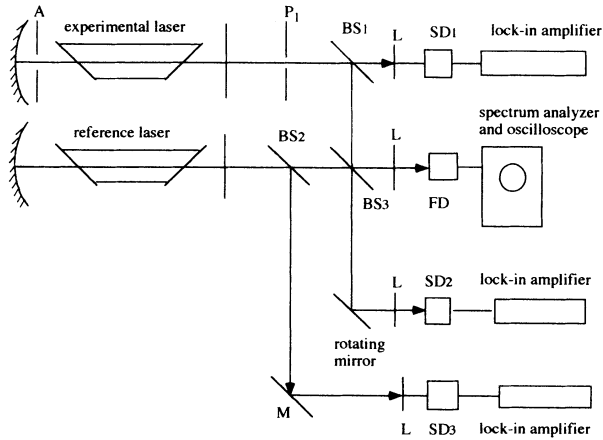 A
experimental laser
P1
BS1
L
SD1
lock-in amplifier
spectrum analyzer
and oscilloscope
reference laser
BS2
L
BS3
FD
L
SD2
lock-in amplifier
rotating
mirror
M
L
SD3
lock-in amplifier